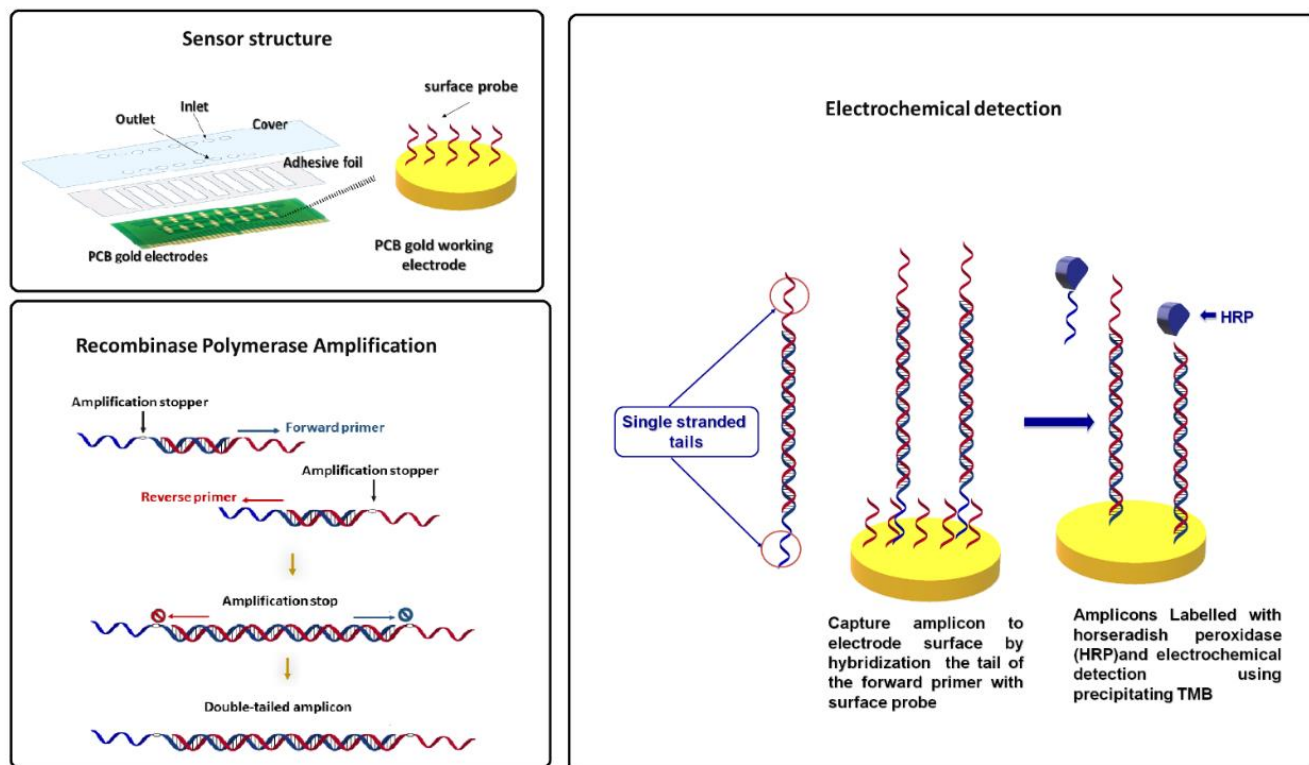 Sensor structure
surface probe
Inlet
Outlet
Cover
Adhesive foil
PCB gold electrodes
PCB gold working
electrode
Recombinase Polymerase Amplification
Amplification stopper
Forward primer
Amplification stopper
Reverse primer
Amplification stop
Double-tailed amplicon
Electrochemical detection
HRP
Single stranded
tails
Capture amplicon to
electrode surface by
hybridization the tail of
the forward primer with
surface probe
Amplicons Labelled with
horseradish peroxidase
(HRP)and electrochemical
detection using
precipitating TMB